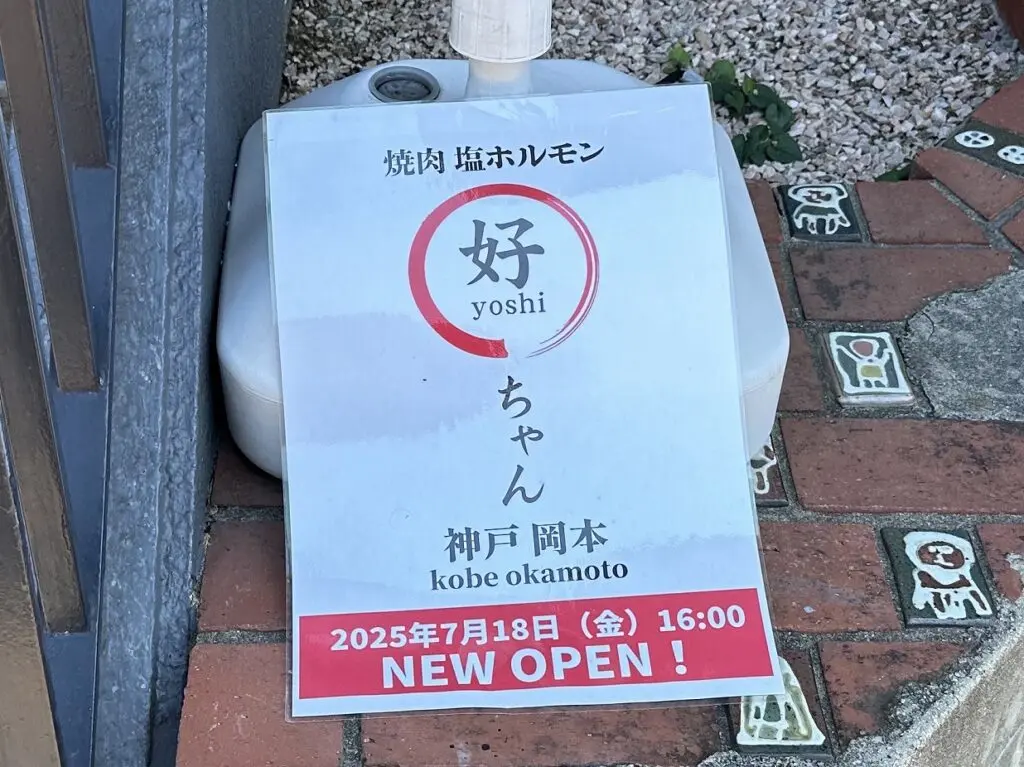 焼肉 塩ホルモン
好
yoshi
ちゃん
神戸 岡本
kobe okamoto
2025年7月18日（金）16:00
NEW OPEN！